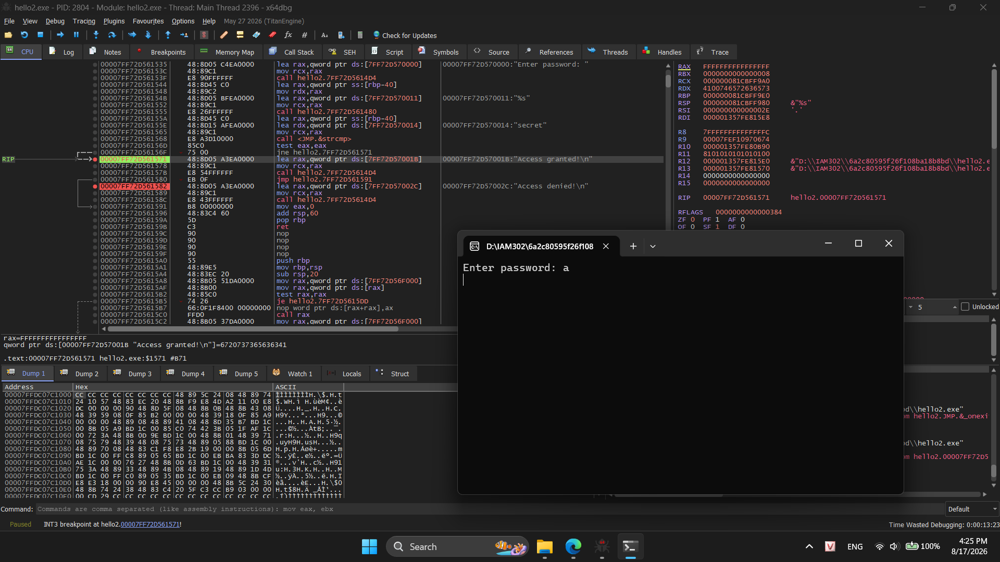 hello2.exe - PID: 2804 - Module: hello2.exe - Thread: Main Thread 2396 - x64dbg
File View Debug Tracing Plugins Favourites Options Help May 27 2026 (TitanEngine)
Check for Updates
CPU Log Notes Breakpoints Memory Map Call Stack SEH Script Symbols Source References Threads Handles Trace
00007FF72D561535 48:8D05 C4EA0000 lea rax,qword ptr ds:[7FF72D570000] 00007FF72D570000:"Enter password: "
00007FF72D56153C 48:89C1 mov rcx,rax
00007FF72D56153F E8 90FFFFFF call hello2.7FF72D5614D4
00007FF72D561544 48:8D45 C0 lea rax,qword ptr ss:[rbp-40]
00007FF72D561548 48:89C2 mov rdx,rax
00007FF72D56154B 48:8D05 BFEA0000 lea rax,qword ptr ds:[7FF72D570011] 00007FF72D570011:"%s"
00007FF72D561552 48:89C1 mov rcx,rax
00007FF72D561555 E8 26FFFFFF call hello2.7FF72D561480
00007FF72D56155A 48:8D45 C0 lea rax,qword ptr ss:[rbp-40]
00007FF72D56155E 48:8D15 AFEA0000 lea rdx,qword ptr ds:[7FF72D570014] 00007FF72D570014:"secret"
00007FF72D561565 48:89C1 mov rcx,rax
00007FF72D561568 E8 A3D10000 call <JMP.&strcmp>
00007FF72D56156D 85C0 test eax,eax
00007FF72D56156F 75 00 jne hello2.7FF72D561571
RIP 00007FF72D561571 48:8D05 A3EA0000 lea rax,qword ptr ds:[7FF72D57001B] 00007FF72D57001B:"Access granted!\n"
00007FF72D561578 48:89C1 mov rcx,rax
00007FF72D56157B E8 54FFFFFF call hello2.7FF72D5614D4
00007FF72D561580 EB 0F jmp hello2.7FF72D561591
00007FF72D561582 48:8D05 A3EA0000 lea rax,qword ptr ds:[7FF72D57002C] 00007FF72D57002C:"Access denied!\n"
00007FF72D561589 48:89C1 mov rcx,rax
00007FF72D56158C E8 43FFFFFF call hello2.7FF72D5614D4
00007FF72D561591 B8 00000000 mov eax,0
00007FF72D561596 48:83C4 60 add rsp,60
00007FF72D56159A 5D pop rbp
00007FF72D56159B C3 ret
00007FF72D56159C 90 nop
00007FF72D56159D 90 nop
00007FF72D56159E 90 nop
00007FF72D56159F 90 nop
00007FF72D5615A0 55 push rbp
00007FF72D5615A1 48:89E5 mov rbp,rsp
00007FF72D5615A4 48:83EC 20 sub rsp,20
00007FF72D5615A8 48:8B05 51DA0000 mov rax,qword ptr ds:[7FF72D56F000]
00007FF72D5615AF 48:8B00 mov rax,qword ptr ds:[rax]
00007FF72D5615B2 48:85C0 test rax,rax
00007FF72D5615B5 74 26 je hello2.7FF72D5615DD
00007FF72D5615B7 66:0F1F8400 00000000 nop word ptr ds:[rax+rax],ax
00007FF72D5615C0 FFD0 call rax
00007FF72D5615C2 48:8B05 37DA0000 mov rax,qword ptr ds:[7FF72D56F000]
RAX FFFFFFFFFFFFFFFF
RBX 0000000000000008
RCX 000000081CBFF9A0
RDX 4100746572636573
RBP 000000081CBFF9E0
RSP 000000081CBFF980 &"%s"
RSI 000000000000002E '.'
RDI 000001357FE815E8
R8 7FFFFFFFFFFFFFFC
R9 00007FEF10970674
R10 000001357FE80B90
R11 8101010101010100
R12 000001357FE815E0 &"D:\\IAM302\\6a2c80595f26f108ba18b8bd\\hello2.e
R13 000001357FE81570 &"D:\\IAM302\\6a2c80595f26f108ba18b8bd\\hello2.e
R14 0000000000000000
R15 0000000000000000
RIP 00007FF72D561571 hello2.00007FF72D561571
RFLAGS 0000000000000384
ZF 0 PF 1 AF 0
OF 0 SF 1 DF 0
D:\IAM302\6a2c80595f26f108
Enter password: a
5 Unlocked
rax=FFFFFFFFFFFFFFFF
qword ptr ds:[00007FF72D57001B "Access granted!\n"]=6720737365636341
.text:00007FF72D561571 hello2.exe:$1571 #B71
Dump 1 Dump 2 Dump 3 Dump 4 Dump 5 Watch 1 Locals Struct
Address Hex ASCII
00007FFDC07C1000 CC CC CC CC CC CC CC CC 48 89 5C 24 08 48 89 74 ÌÌÌÌÌÌÌÌH.\$.H.t
00007FFDC07C1010 24 10 57 48 83 EC 20 48 8B F9 E8 4D A2 11 00 E8 $.WH.ì H.ùèM¢..è
00007FFDC07C1020 DC 00 00 00 90 48 8D 5F 08 48 8B 0B 48 8B 43 08 Ü....H._.H..H.C.
00007FFDC07C1030 48 39 59 08 0F 85 B2 00 00 00 48 39 18 0F 85 A9 H9Y...²...H9...©
00007FFDC07C1040 00 00 00 48 89 08 48 89 41 08 48 8D 35 B7 BD 1C ...H..H.A.H.5·½.
00007FFDC07C1050 00 8B 05 A9 BD 1C 00 85 C0 74 42 3B 05 1F AF 1C ...©½...ÀtB;..¯.
00007FFDC07C1060 00 72 3A 48 8B 0D 9E BD 1C 00 48 8B 01 48 39 71 .r:H...½..H..H9q
00007FFDC07C1070 08 75 79 48 39 48 08 75 73 48 89 05 88 BD 1C 00 .uyH9H.usH...½..
00007FFDC07C1080 48 89 70 08 48 83 C1 F8 E8 2B 19 00 00 8B 05 6D H.p.H.Áøè+.....m
00007FFDC07C1090 BD 1C 00 FF C8 89 05 65 BD 1C 00 EB BA 83 3D DC ½..ÿÈ..e½..ëº.=Ü
00007FFDC07C10A0 AE 1C 00 00 76 27 48 8B 0D 63 BD 1C 00 48 39 31 ®...v'H..c½..H91
00007FFDC07C10B0 75 3A 48 89 33 48 89 4B 08 48 89 19 48 89 1D 4D u:H.3H.K.H..H..M
00007FFDC07C10C0 BD 1C 00 FF C0 89 05 35 BD 1C 00 EB 09 48 8B CF ½..ÿÀ..5½..ë.H.Ï
00007FFDC07C10D0 E8 E3 18 00 00 90 E8 45 00 00 00 48 8B 5C 24 30 èã....èE...H.\$0
00007FFDC07C10E0 48 8B 74 24 38 48 83 C4 20 5F C3 CC B9 03 00 00 H.t$8H.Ä _ÃÌ¹...
00007FFDC07C10F0 00 CD 29 CC CC CC CC CC CC CC CC CC CC CC CC CC .Í)ÌÌÌÌÌÌÌÌÌÌÌÌÌ
\\hello2.exe"
hello2.JMP.&_onexi
\\hello2.exe"
hello2.00007FF72D5
Command: Commands are comma separated (like assembly instructions): mov eax, ebx Default
Paused INT3 breakpoint at hello2.00007FF72D561571! Time Wasted Debugging: 0:00:13:23
Search ENG 100% 4:25 PM
8/17/2026